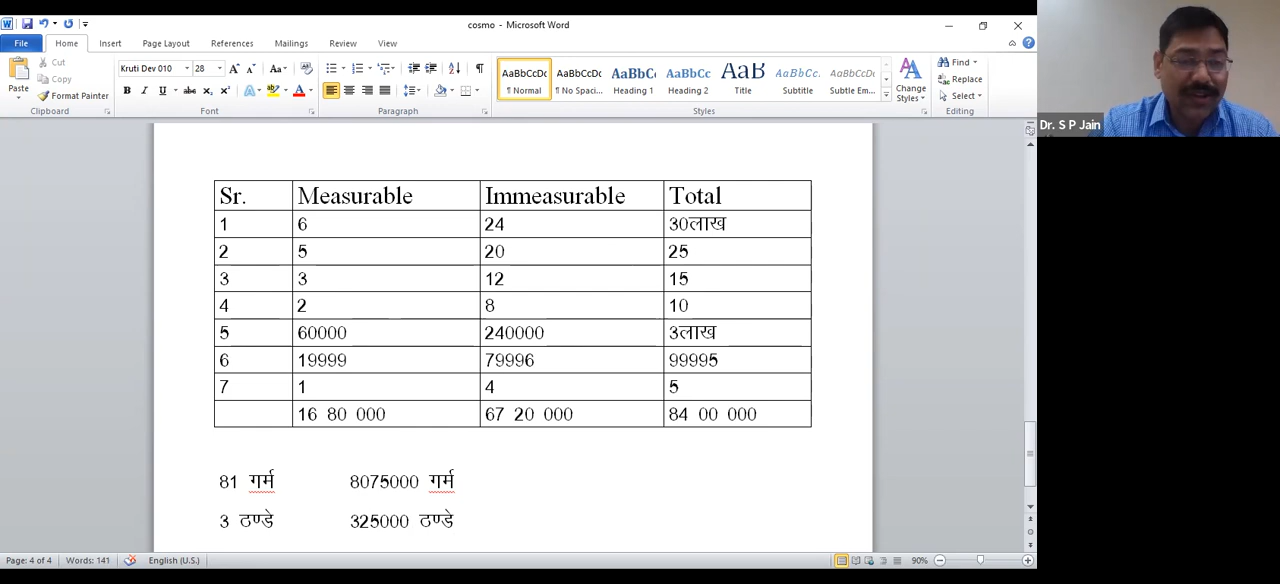 cosmo - Microsoft Word
File Home Insert Page Layout References Mailings Review View
Paste
Cut
Copy
Format Painter
Clipboard
Kruti Dev 010 28
Font
Paragraph
AaBbCcDc AaBbCcDc AaBbC AaBbCc AaB AaBbCc. AaBbCcDc
¶ Normal ¶ No Spaci... Heading 1 Heading 2 Title Subtitle Subtle Em...
Styles
Change Styles
Find
Replace
Select
Editing
Dr. S P Jain
Sr. Measurable Immeasurable Total
1 6 24 30लाख
2 5 20 25
3 3 12 15
4 2 8 10
5 60000 240000 3लाख
6 19999 79996 99995
7 1 4 5
16 80 000 67 20 000 84 00 000
81 गर्म 8075000 गर्म
3 ठण्डे 325000 ठण्डे
Page: 4 of 4 Words: 141 English (U.S.) 90%